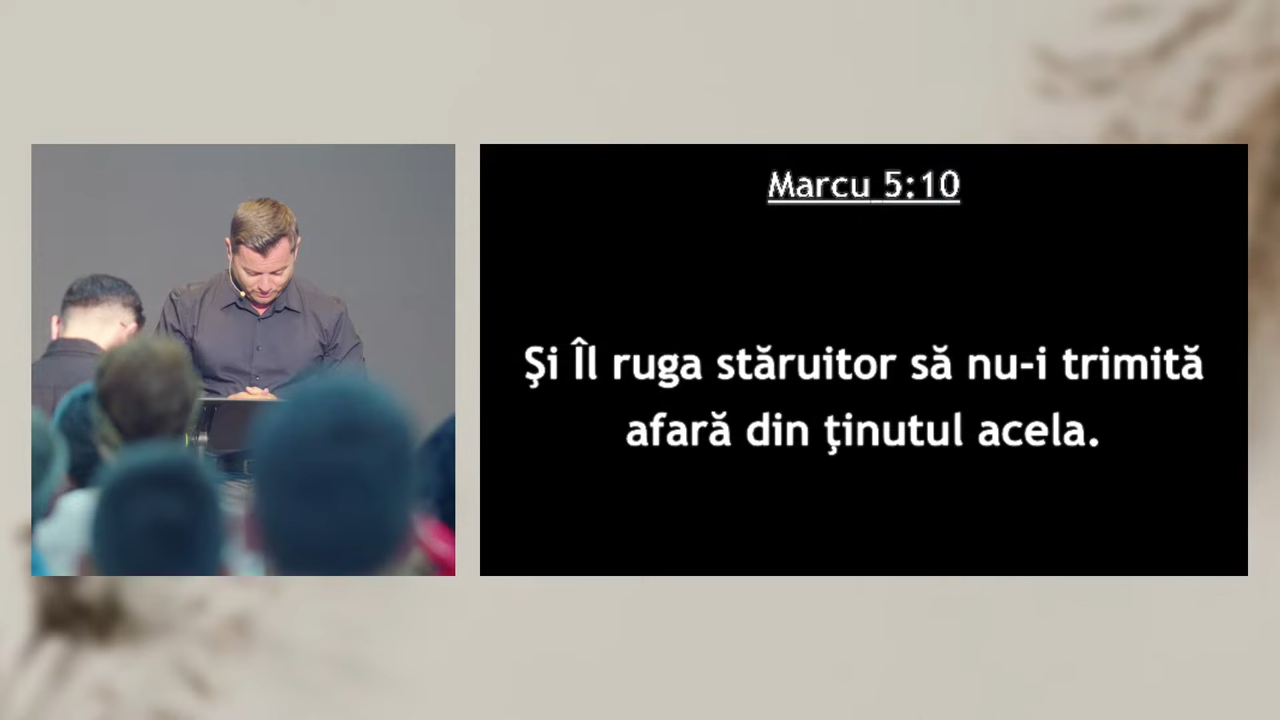 Marcu 5:10
Şi Îl ruga stăruitor să nu-i trimită
afară din ţinutul acela.